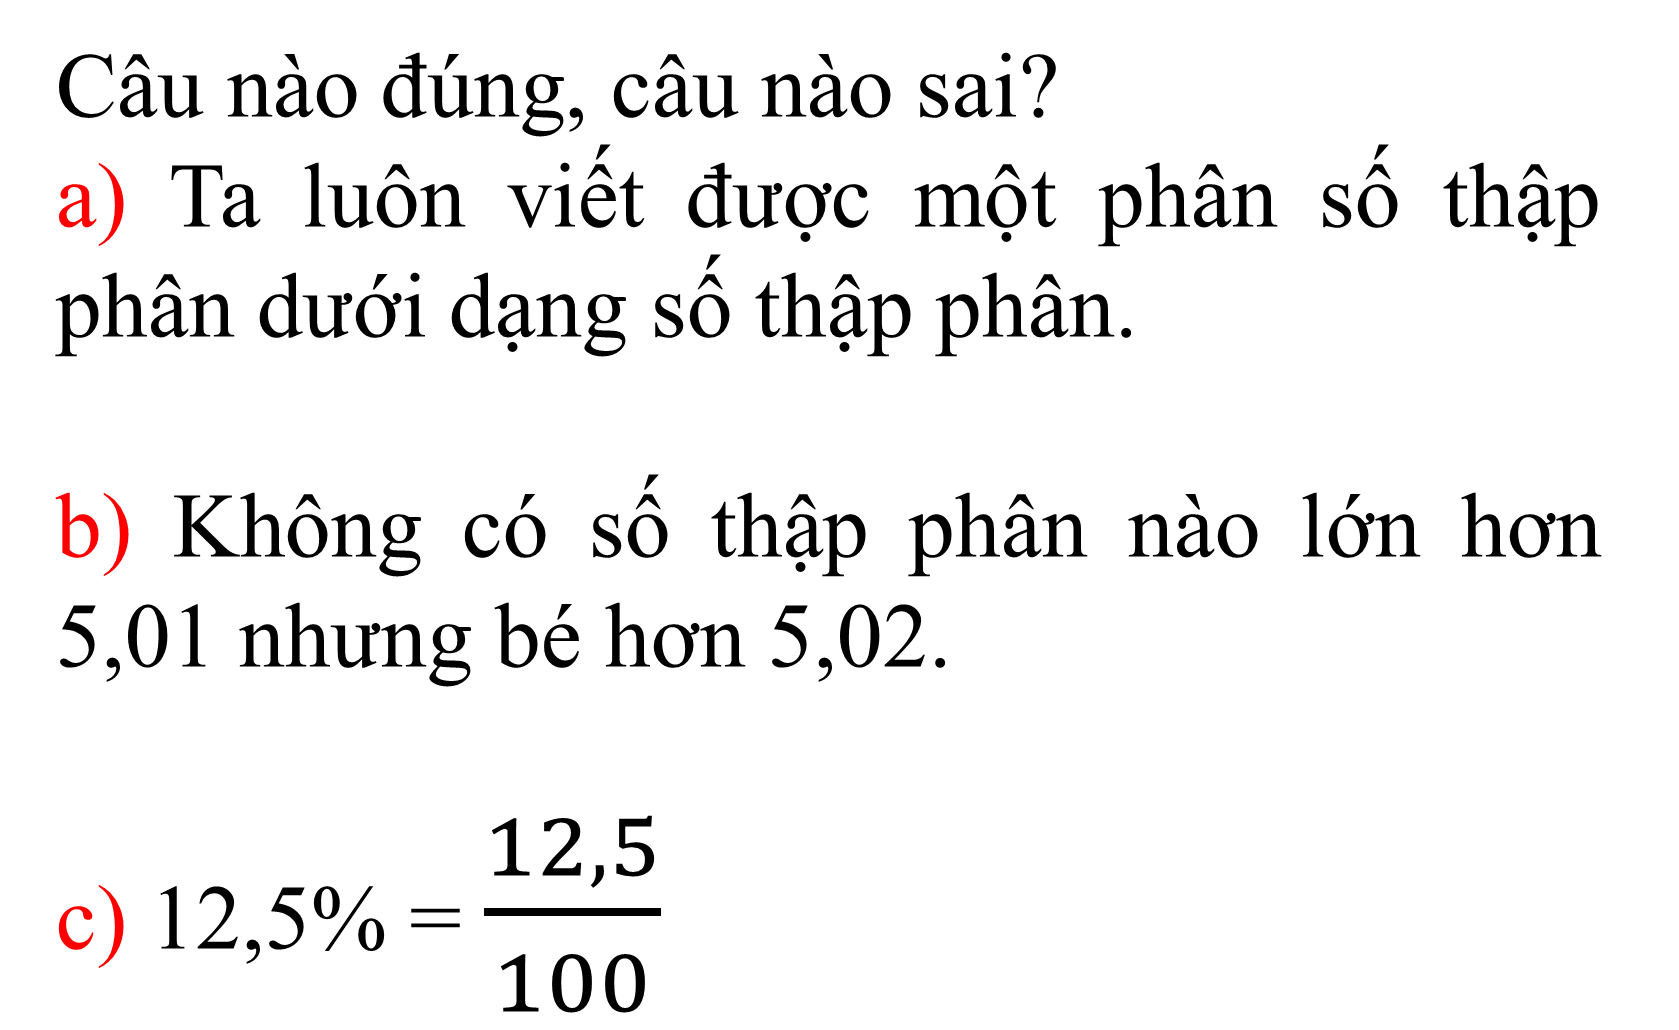 Câu nào đúng, câu nào sai?
a) Ta luôn viết được một phân số thập
phân dưới dạng số thập phân.
b) Không có số thập phân nào lớn hơn
5,01 nhưng bé hơn 5,02.
c) 12,5% = 12,5/100